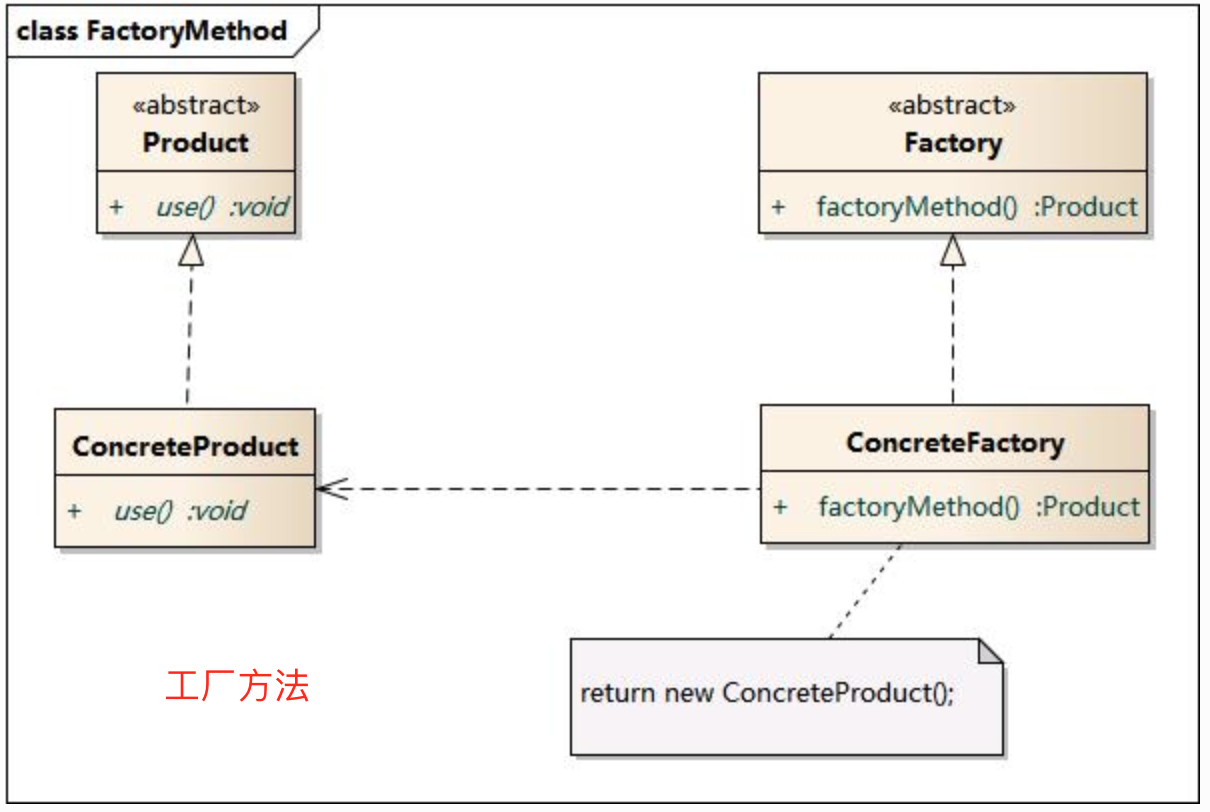 class FactoryMethod
«abstract»
Product
+ use() :void
«abstract»
Factory
+ factoryMethod() :Product
ConcreteProduct
+ use() :void
ConcreteFactory
+ factoryMethod() :Product
工厂方法
return new ConcreteProduct();